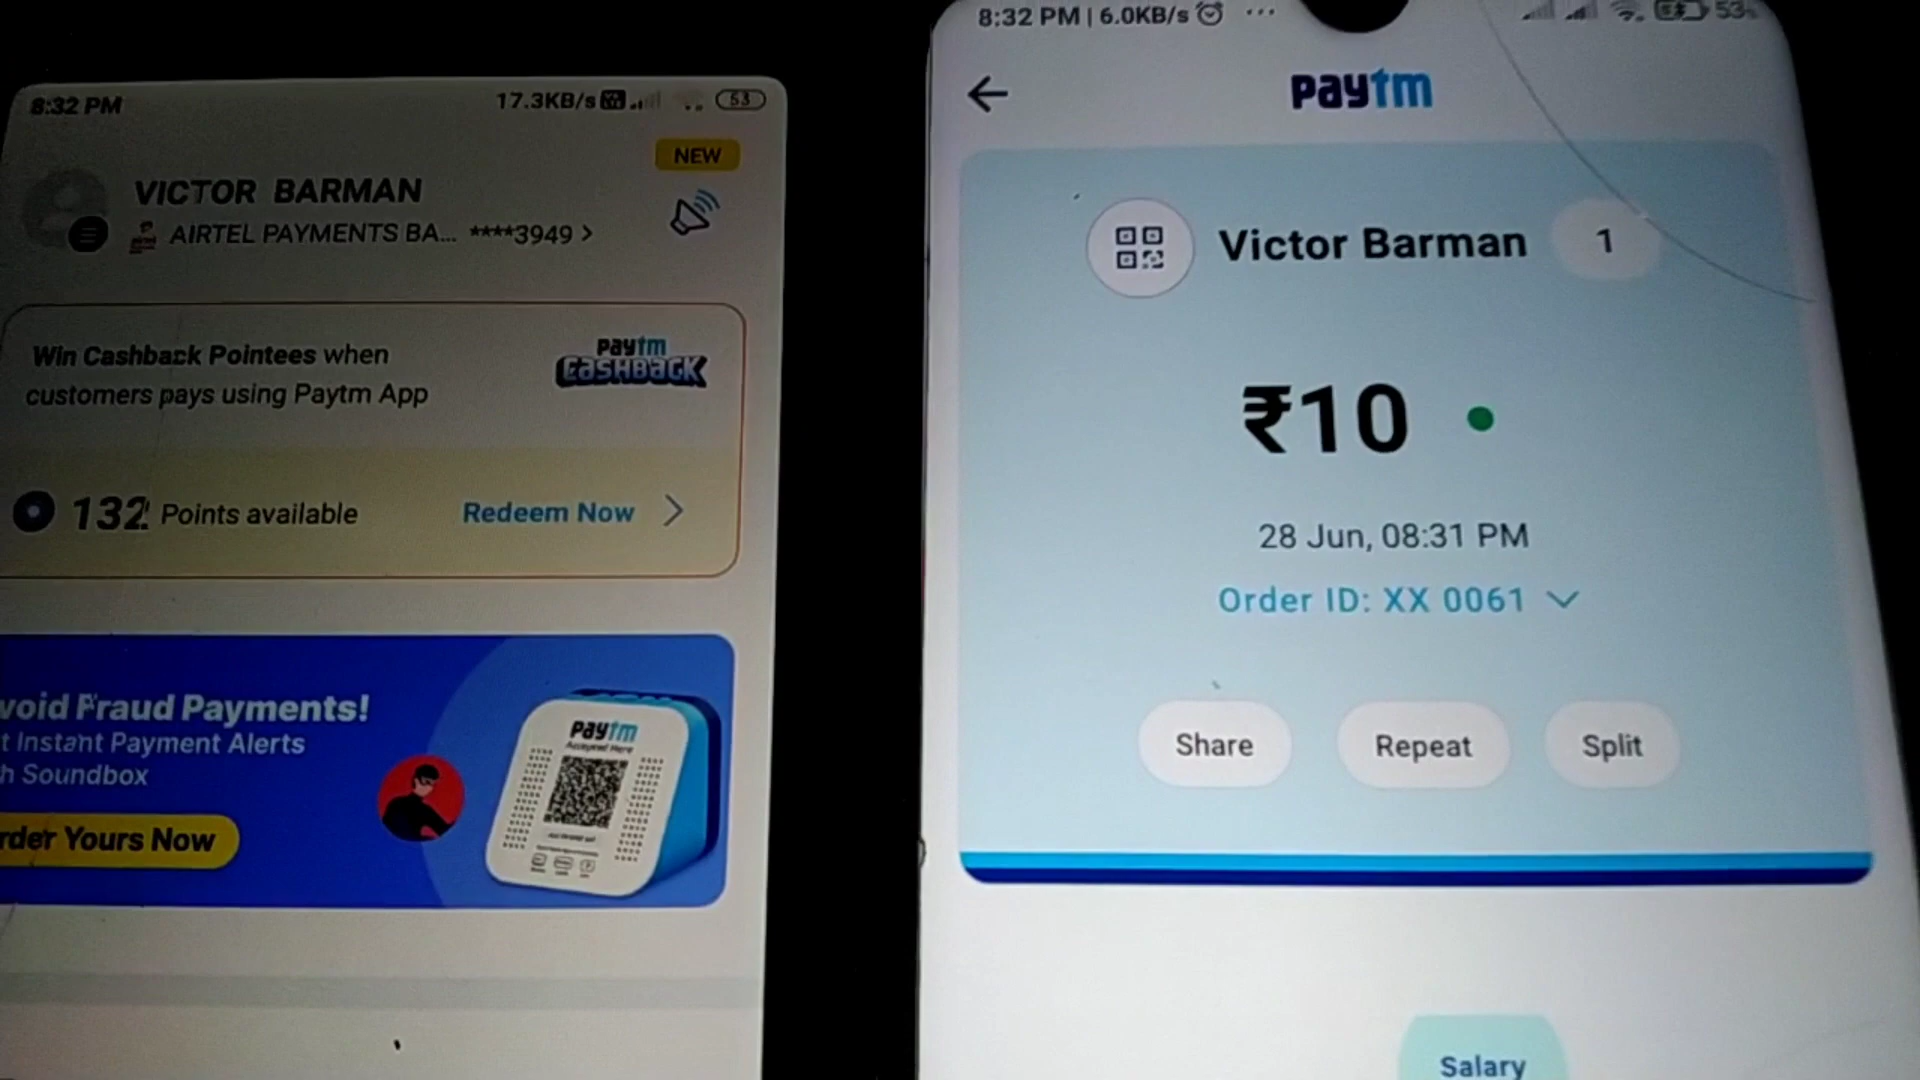 8:32 PM
17.3KB/s
53
NEW
VICTOR BARMAN
AIRTEL PAYMENTS BA... ****3949 >
Win Cashback Pointees when
customers pays using Paytm App
paytm
CASHBACK
132 Points available
Redeem Now
void Fraud Payments!
t Instant Payment Alerts
h Soundbox
rder Yours Now
paytm
Accepted Here
8:32 PM | 6.0KB/s
53
paytm
Victor Barman
1
₹10
28 Jun, 08:31 PM
Order ID: XX 0061
Share
Repeat
Split
Salary